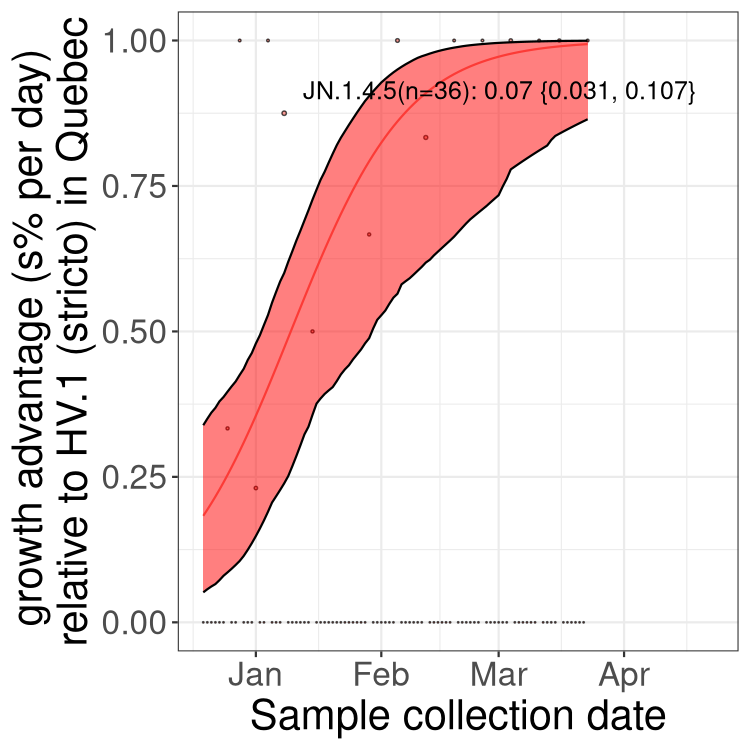 growth advantage (s% per day)
relative to HV.1 (stricto) in Quebec
1.00
0.75
0.50
0.25
0.00
JN.1.4.5(n=36): 0.07 {0.031, 0.107}
Jan Feb Mar Apr
Sample collection date